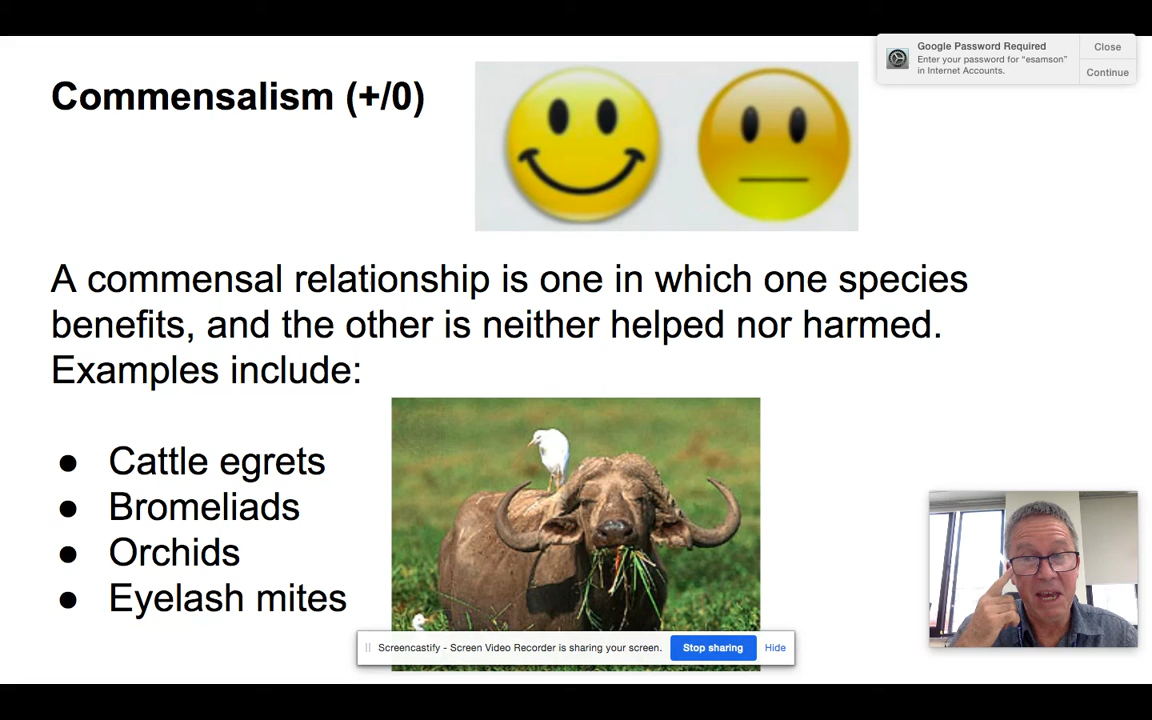 Google Password Required
Close
Enter your password for "esamson"
in Internet Accounts.
Continue
Commensalism (+/0)
A commensal relationship is one in which one species
benefits, and the other is neither helped nor harmed.
Examples include:
● Cattle egrets
● Bromeliads
● Orchids
● Eyelash mites
Screencastify - Screen Video Recorder is sharing your screen.
Stop sharing
Hide